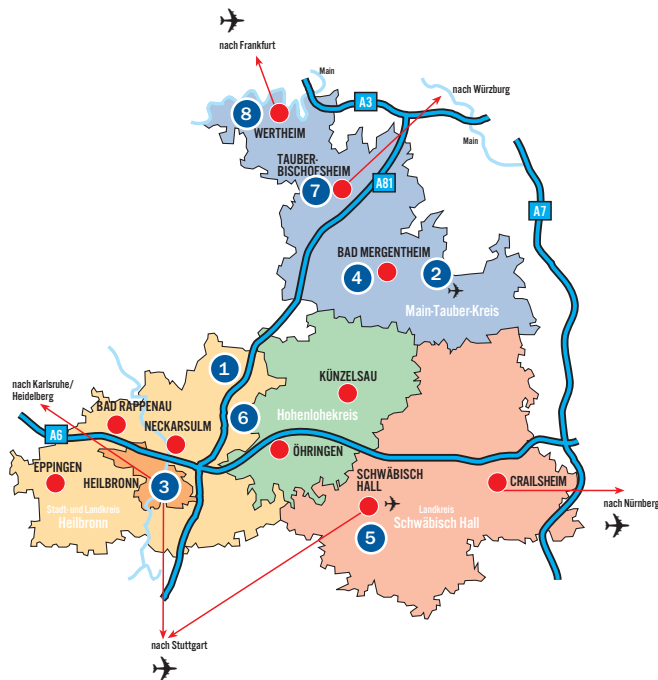 nach Frankfurt
Main
nach Würzburg
A3
8
WERTHEIM
Main
TAUBER-
BISCHOFSHEIM
7
A81
A7
BAD MERGENTHEIM
4
2
Main-Tauber-Kreis
1
nach Karlsruhe/
Heidelberg
KÜNZELSAU
BAD RAPPENAU
6
Hohenlohekreis
A6
NECKARSULM
ÖHRINGEN
EPPINGEN
HEILBRONN
3
SCHWÄBISCH
HALL
CRAILSHEIM
Stadt-und Landkreis
Heilbronn
Landkreis
Schwäbisch Hall
nach Nürnberg
5
nach Stuttgart